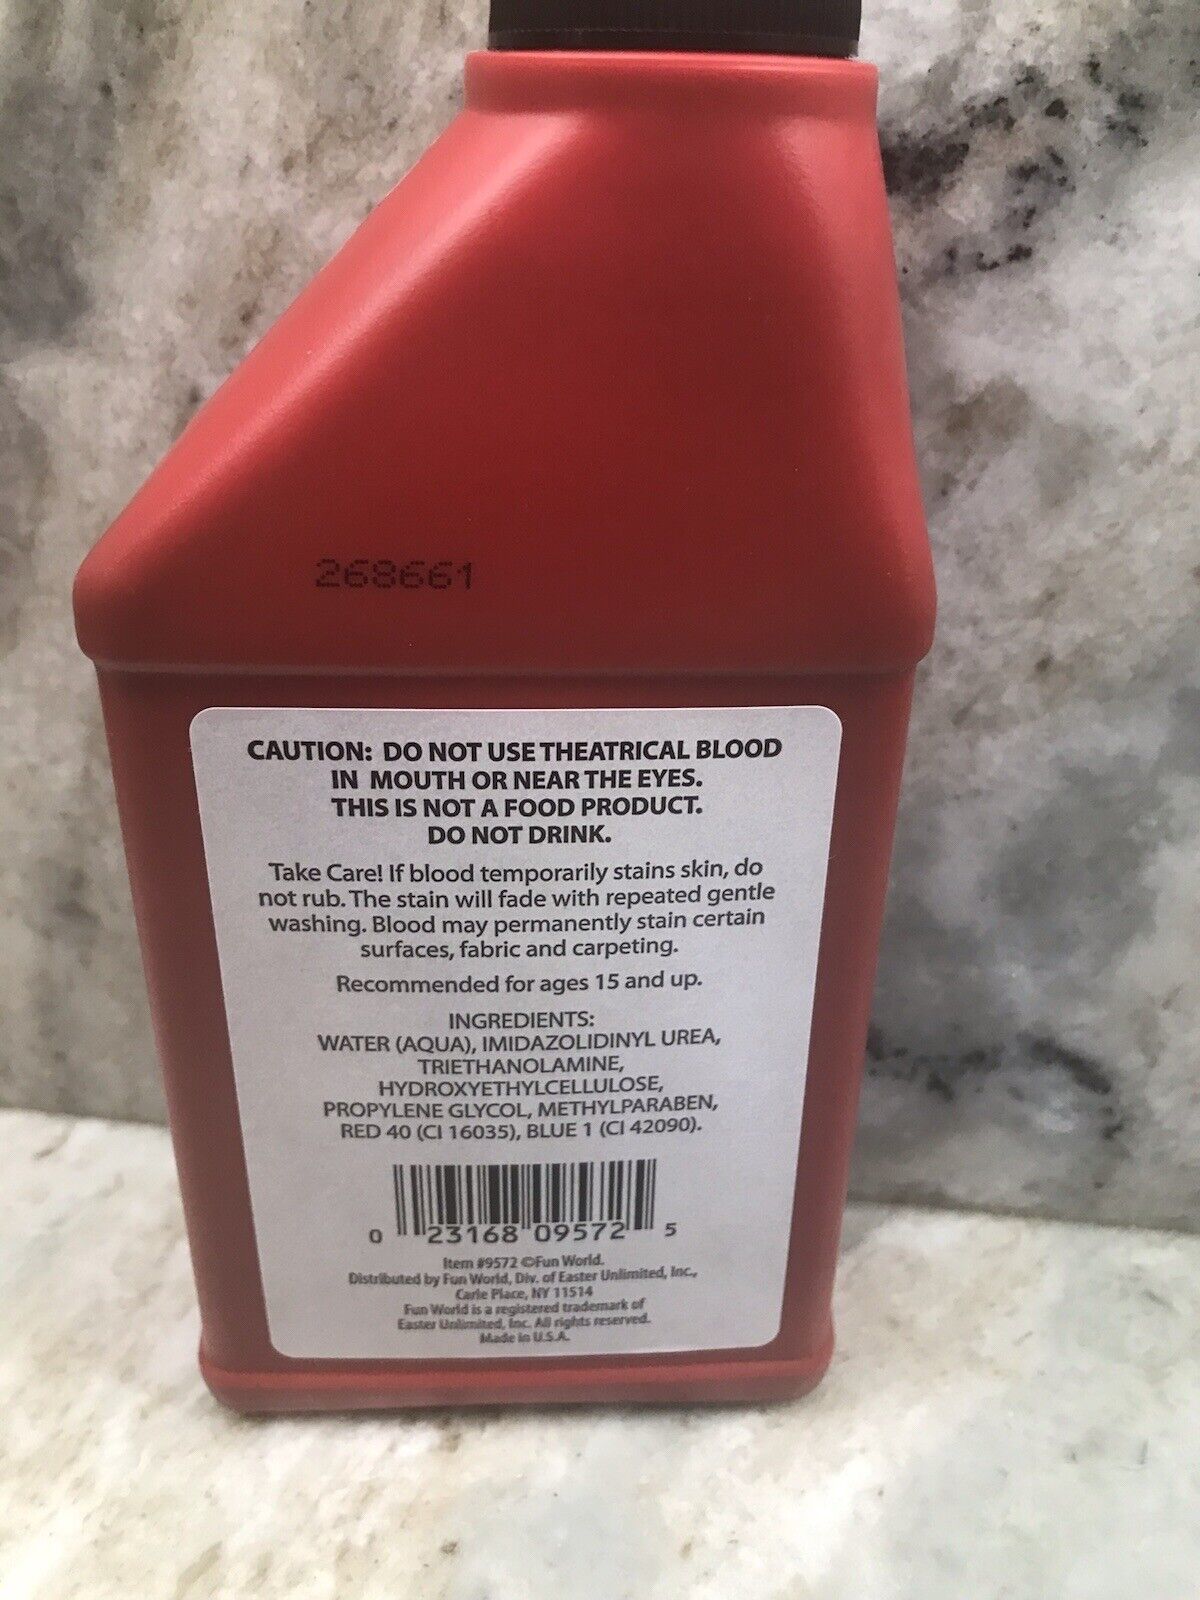 268661
CAUTION: DO NOT USE THEATRICAL BLOOD
IN MOUTH OR NEAR THE EYES.
THIS IS NOT A FOOD PRODUCT.
DO NOT DRINK.
Take Care! If blood temporarily stains skin, do
not rub. The stain will fade with repeated gentle
washing. Blood may permanently stain certain
surfaces, fabric and carpeting.
Recommended for ages 15 and up.
INGREDIENTS:
WATER (AQUA), IMIDAZOLIDINYL UREA,
TRIETHANOLAMINE,
HYDROXYETHYLCELLULOSE,
PROPYLENE GLYCOL, METHYLPARABEN,
RED 40 (CI 16035), BLUE 1 (CI 42090).
0 23168 09572 5
Item #9572 ©Fun World.
Distributed by Fun World, Div. of Easter Unlimited, Inc.,
Carle Place, NY 11514
Fun World is a registered trademark of
Easter Unlimited, Inc. All rights reserved.
Made in U.S.A.